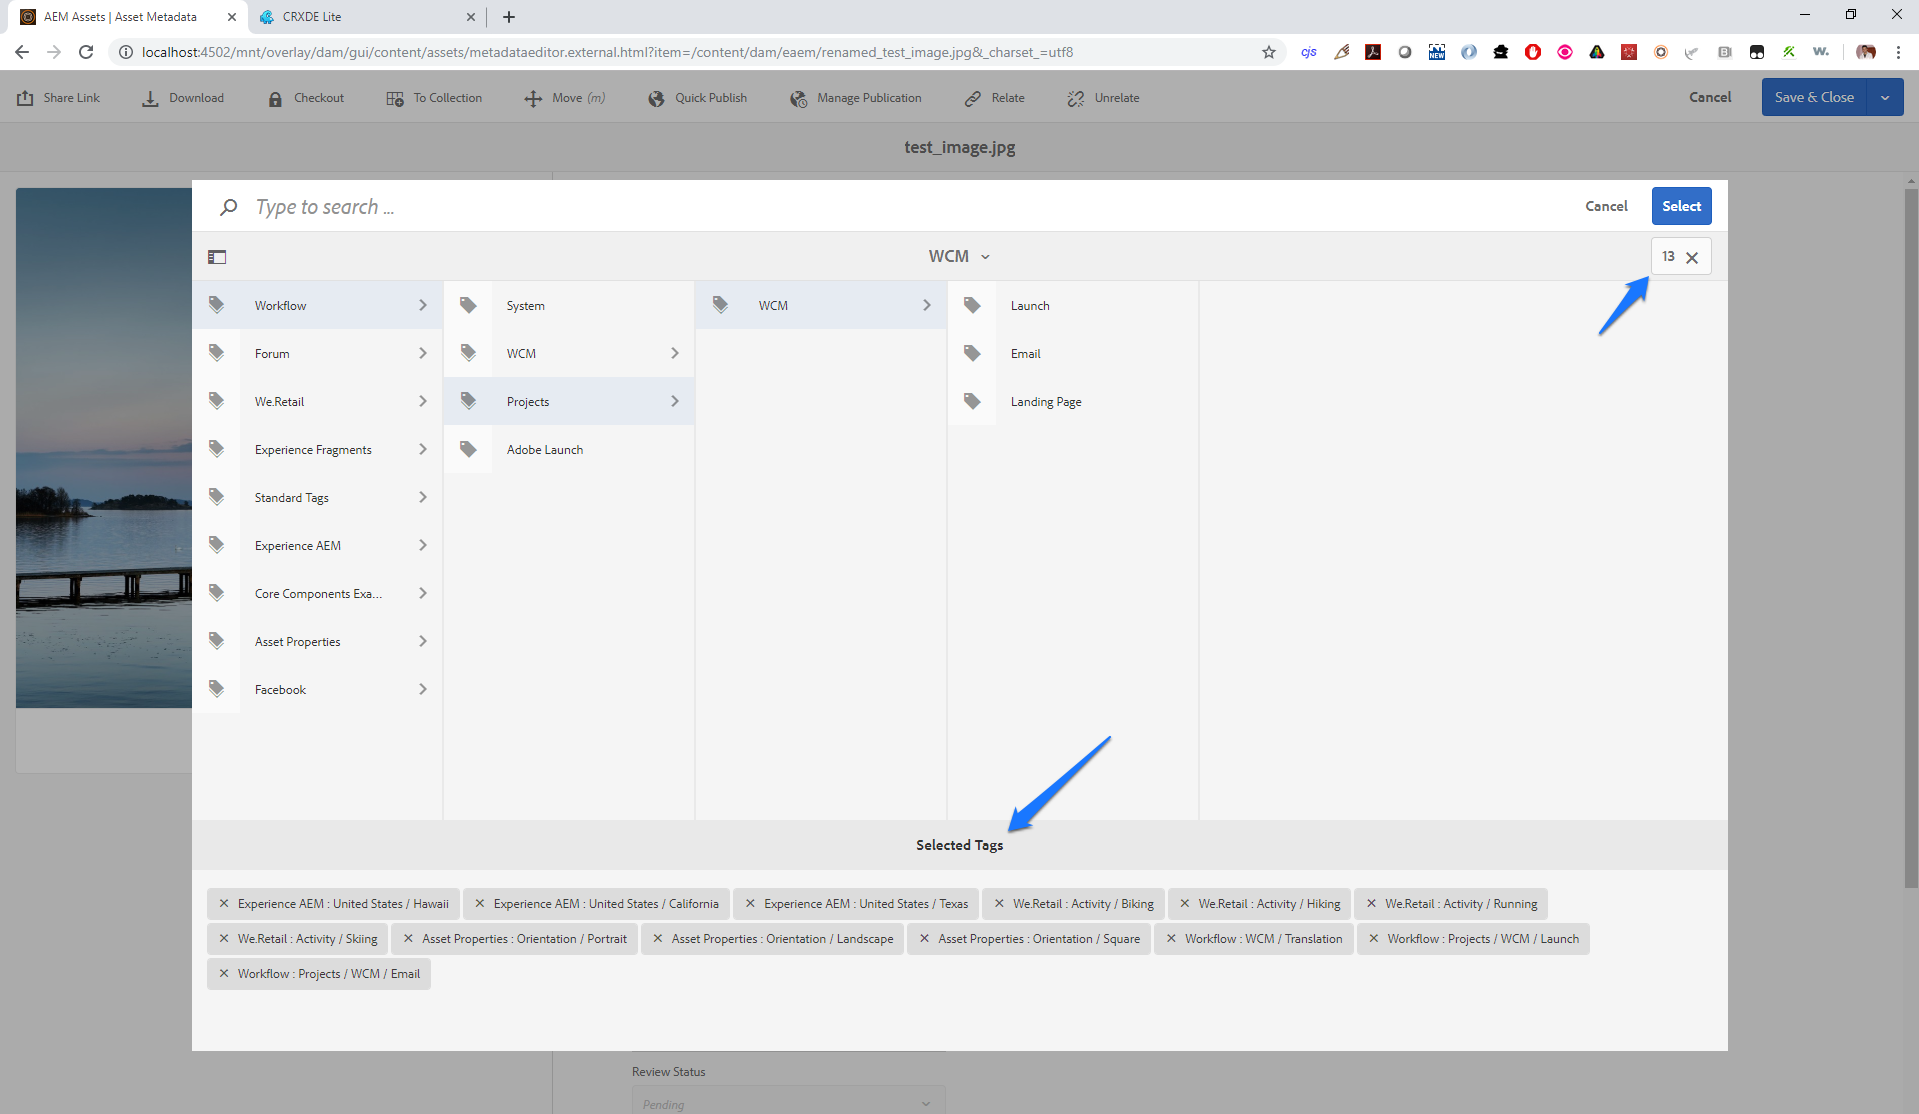 AEM Assets | Asset Metadata
CRXDE Lite
localhost:4502/mnt/overlay/dam/gui/content/assets/metadataeditor.external.html?item=/content/dam/eaem/renamed_test_image.jpg&_charset_=utf8
cjs
NEW
w.
Share Link
Download
Checkout
To Collection
Move (m)
Quick Publish
Manage Publication
Relate
Unrelate
Cancel
Save & Close
test_image.jpg
Type to search ...
Cancel
Select
WCM
13
Workflow
Forum
We.Retail
Experience Fragments
Standard Tags
Experience AEM
Core Components Exa...
Asset Properties
Facebook
System
WCM
Projects
Adobe Launch
WCM
Launch
Email
Landing Page
Selected Tags
Experience AEM : United States / Hawaii
Experience AEM : United States / California
Experience AEM : United States / Texas
We.Retail : Activity / Biking
We.Retail : Activity / Hiking
We.Retail : Activity / Running
We.Retail : Activity / Skiing
Asset Properties : Orientation / Portrait
Asset Properties : Orientation / Landscape
Asset Properties : Orientation / Square
Workflow : WCM / Translation
Workflow : Projects / WCM / Launch
Workflow : Projects / WCM / Email
Review Status
Pending